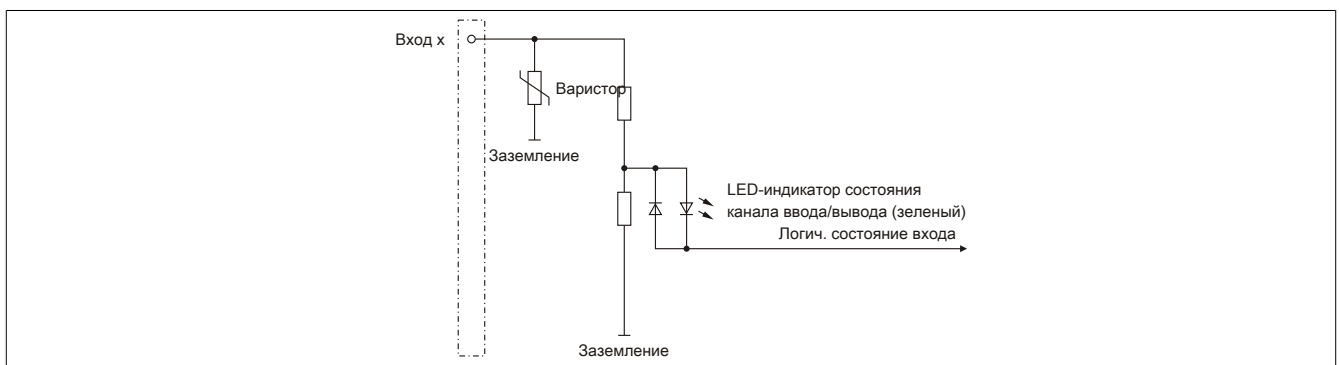 Вход x
Варистор
Заземление
LED-индикатор состояния
канала ввода/вывода (зеленый)
Логич. состояние входа
Заземление